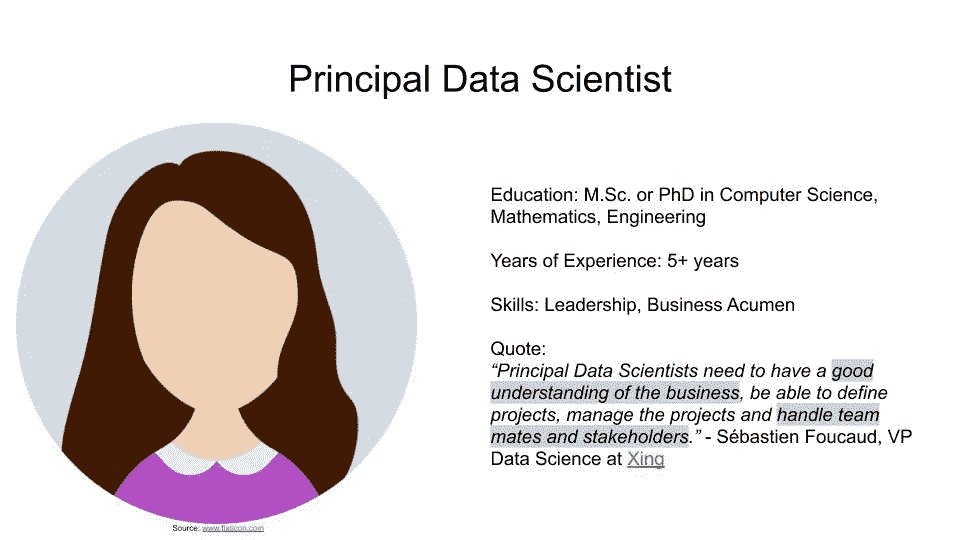 Principal Data Scientist
Education: M.Sc. or PhD in Computer Science,
Mathematics, Engineering
Years of Experience: 5+ years
Skills: Leadership, Business Acumen
Quote:
“Principal Data Scientists need to have a good
understanding of the business, be able to define
projects, manage the projects and handle team
mates and stakeholders.” - Sébastien Foucaud, VP
Data Science at Xing
Source: www.flaticon.com